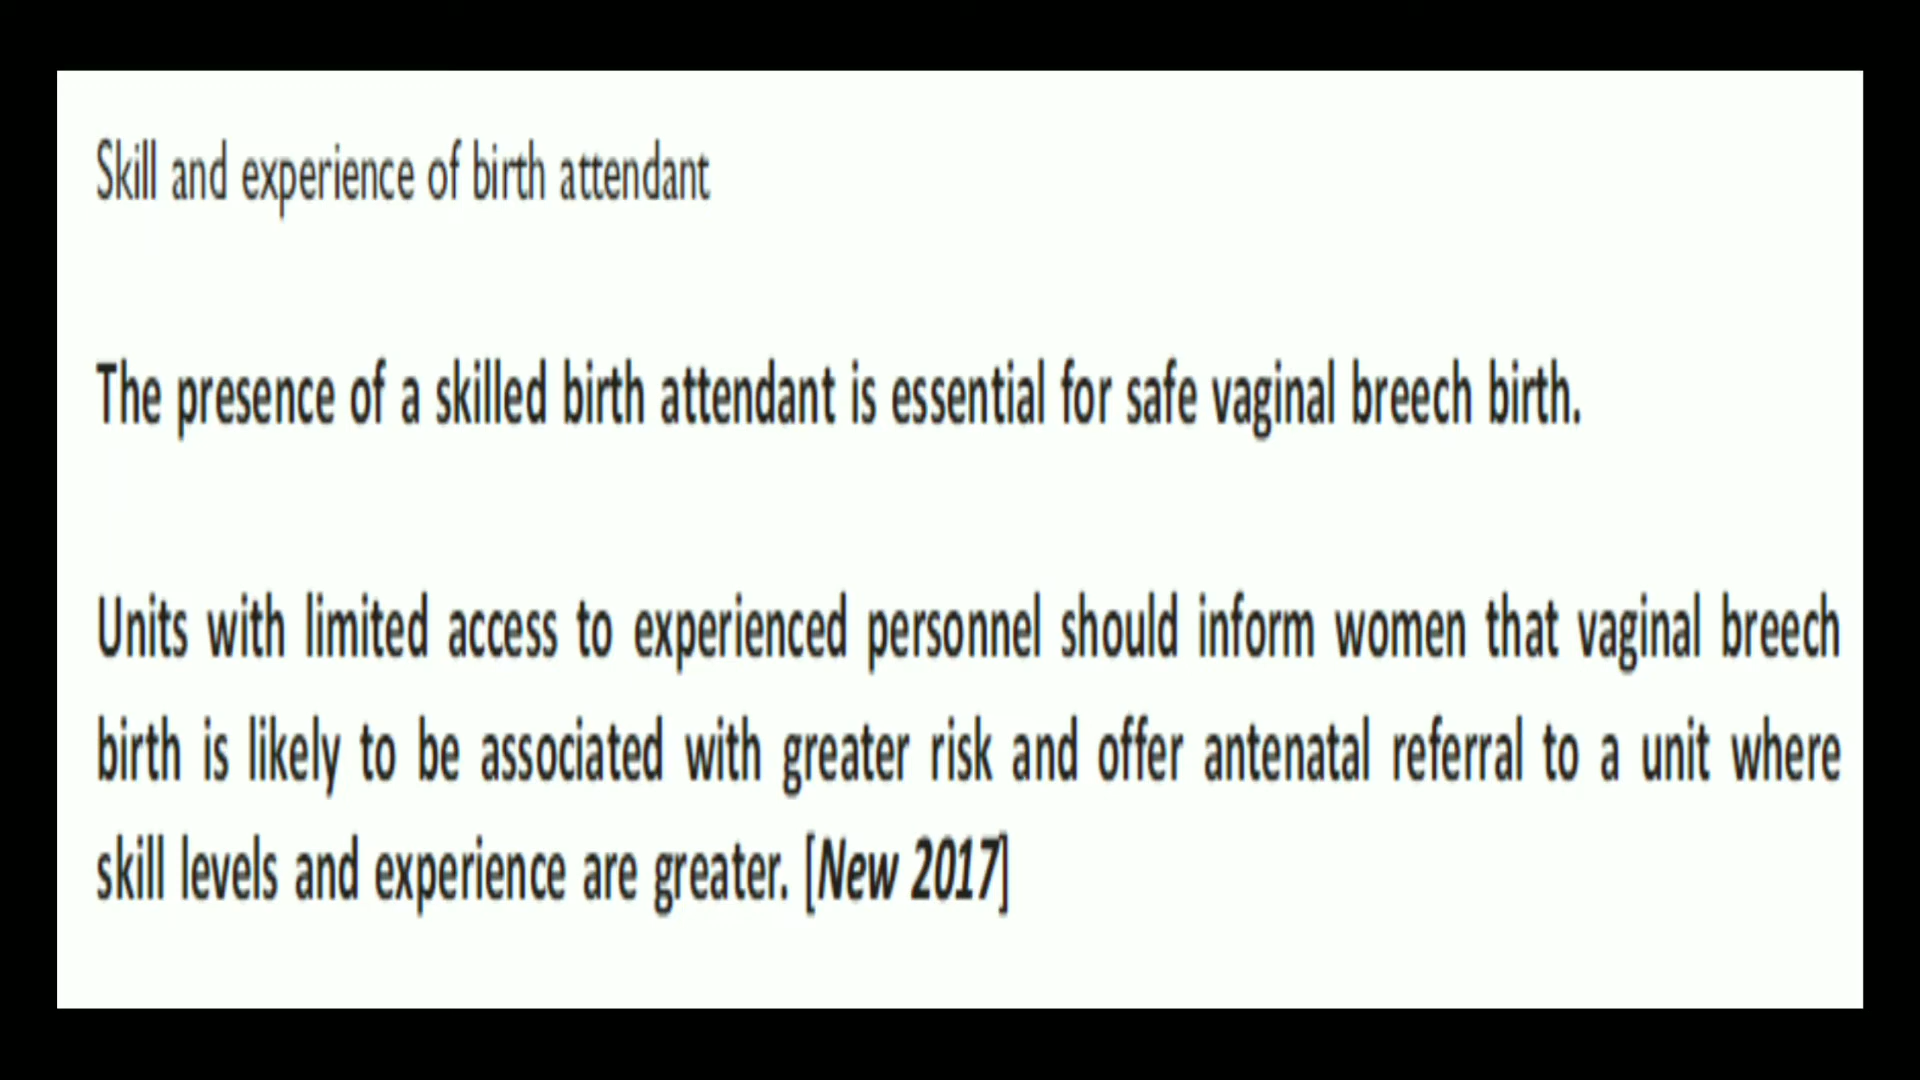 Skill and experience of birth attendant
The presence of a skilled birth attendant is essential for safe vaginal breech birth.
Units with limited access to experienced personnel should inform women that vaginal breech
birth is likely to be associated with greater risk and offer antenatal referral to a unit where
skill levels and experience are greater. [New 2017]